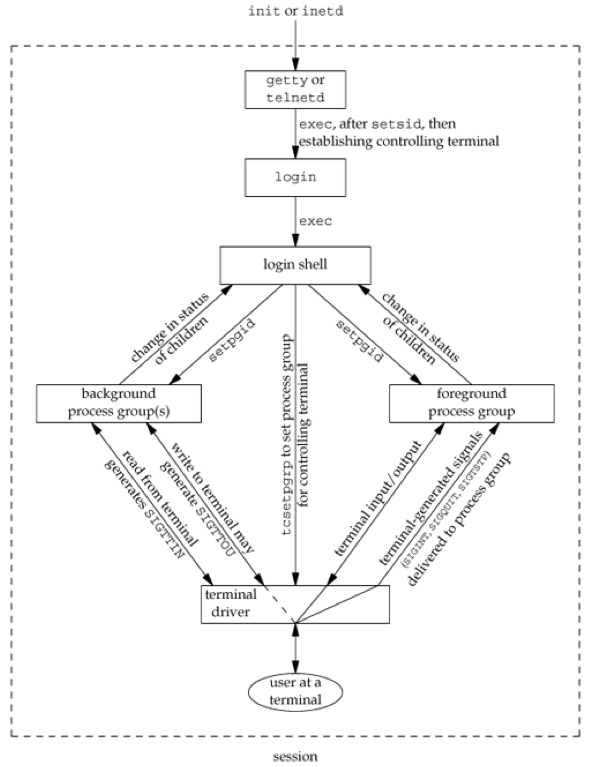 init or inetd
getty or
telnetd
exec, after setsid, then
establishing controlling terminal
login
exec
login shell
change in status
of children
setpgid
setpgid
change in status
of children
background
process group(s)
foreground
process group
tcsetpgrp to set process group
for controlling terminal
read from terminal
generates SIGTTIN
write to terminal may
generate SIGTTOU
terminal input/output
terminal-generated signals
(SIGINT, SIGQUIT, SIGTSTP)
delivered to process group
terminal
driver
user at a
terminal
session